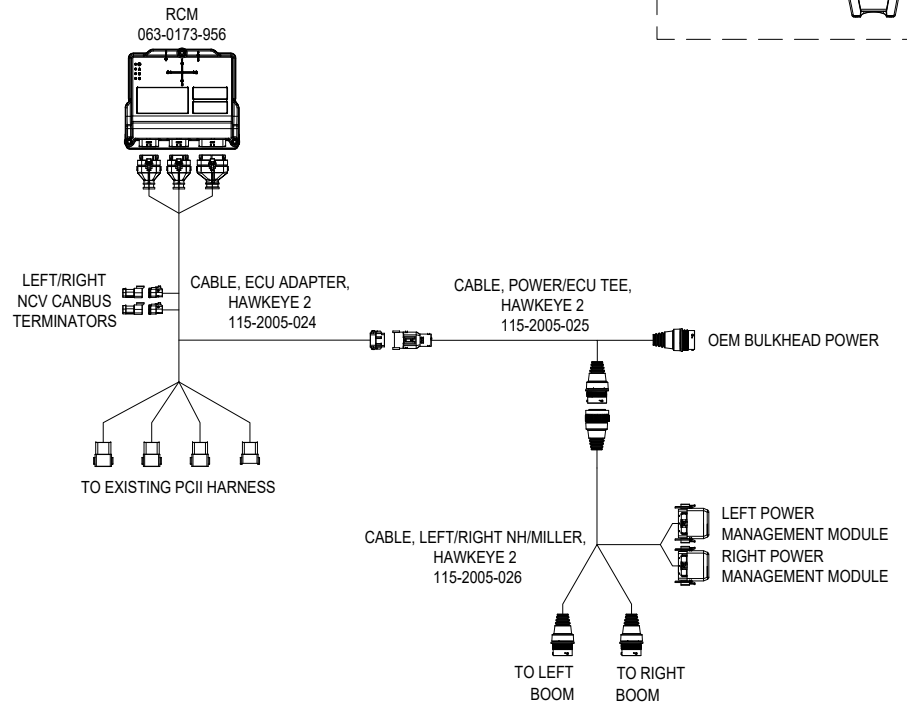 RCM
063-0173-956
LEFT/RIGHT
NCV CANBUS
TERMINATORS
CABLE, ECU ADAPTER,
HAWKEYE 2
115-2005-024
CABLE, POWER/ECU TEE,
HAWKEYE 2
115-2005-025
OEM BULKHEAD POWER
TO EXISTING PCII HARNESS
CABLE, LEFT/RIGHT NH/MILLER,
HAWKEYE 2
115-2005-026
LEFT POWER
MANAGEMENT MODULE
RIGHT POWER
MANAGEMENT MODULE
TO LEFT
BOOM
TO RIGHT
BOOM